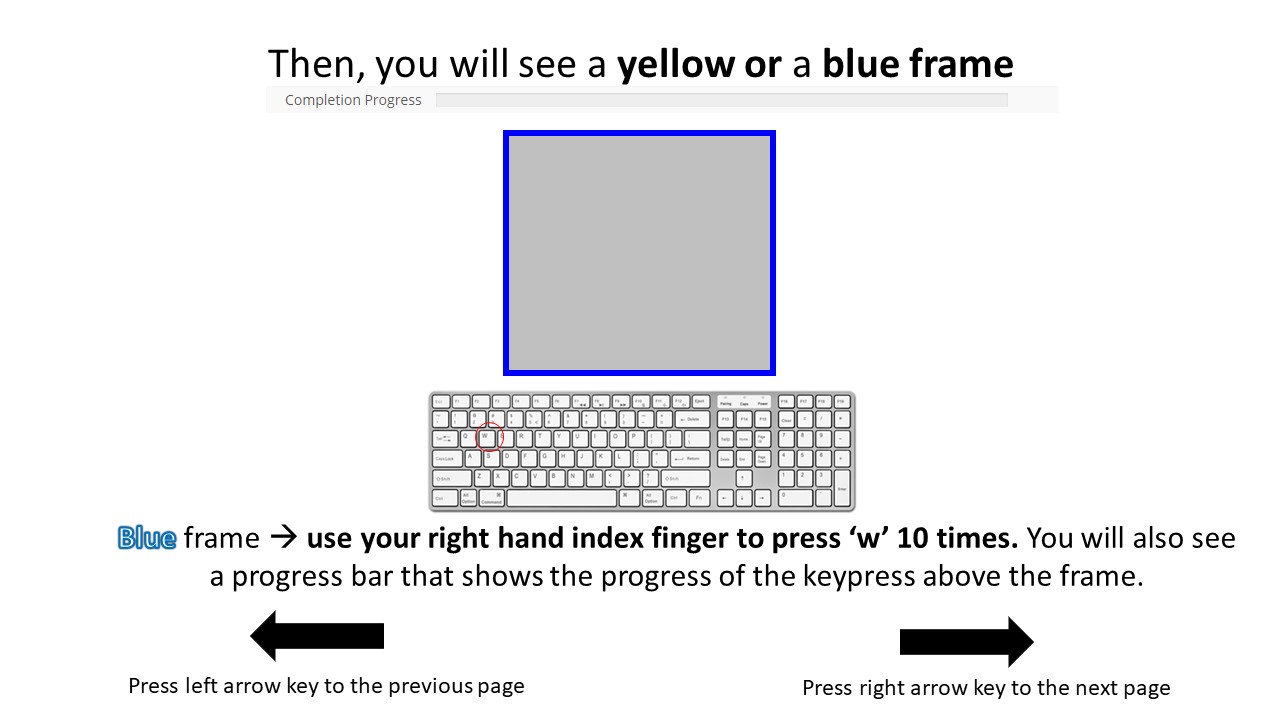 Then, you will see a yellow or a blue frame
Completion Progress
Blue frame → use your right hand index finger to press ‘w’ 10 times. You will also see
a progress bar that shows the progress of the keypress above the frame.
Press left arrow key to the previous page
Press right arrow key to the next page